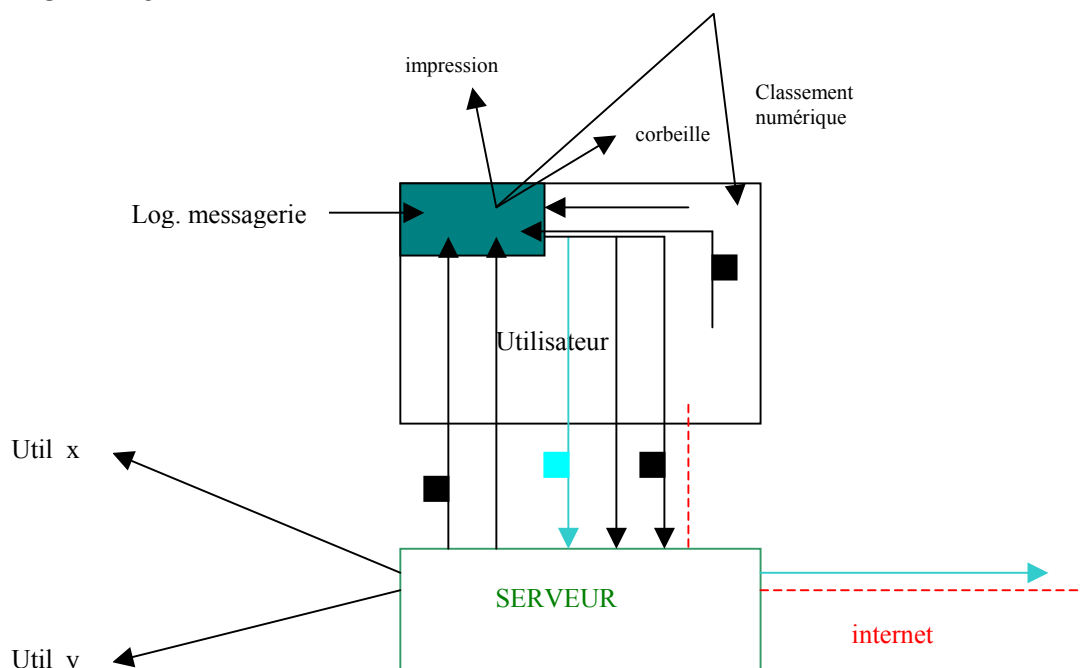 impression
Classement
numérique
corbeille
Log. messagerie
Utilisateur
Util x
SERVEUR
internet